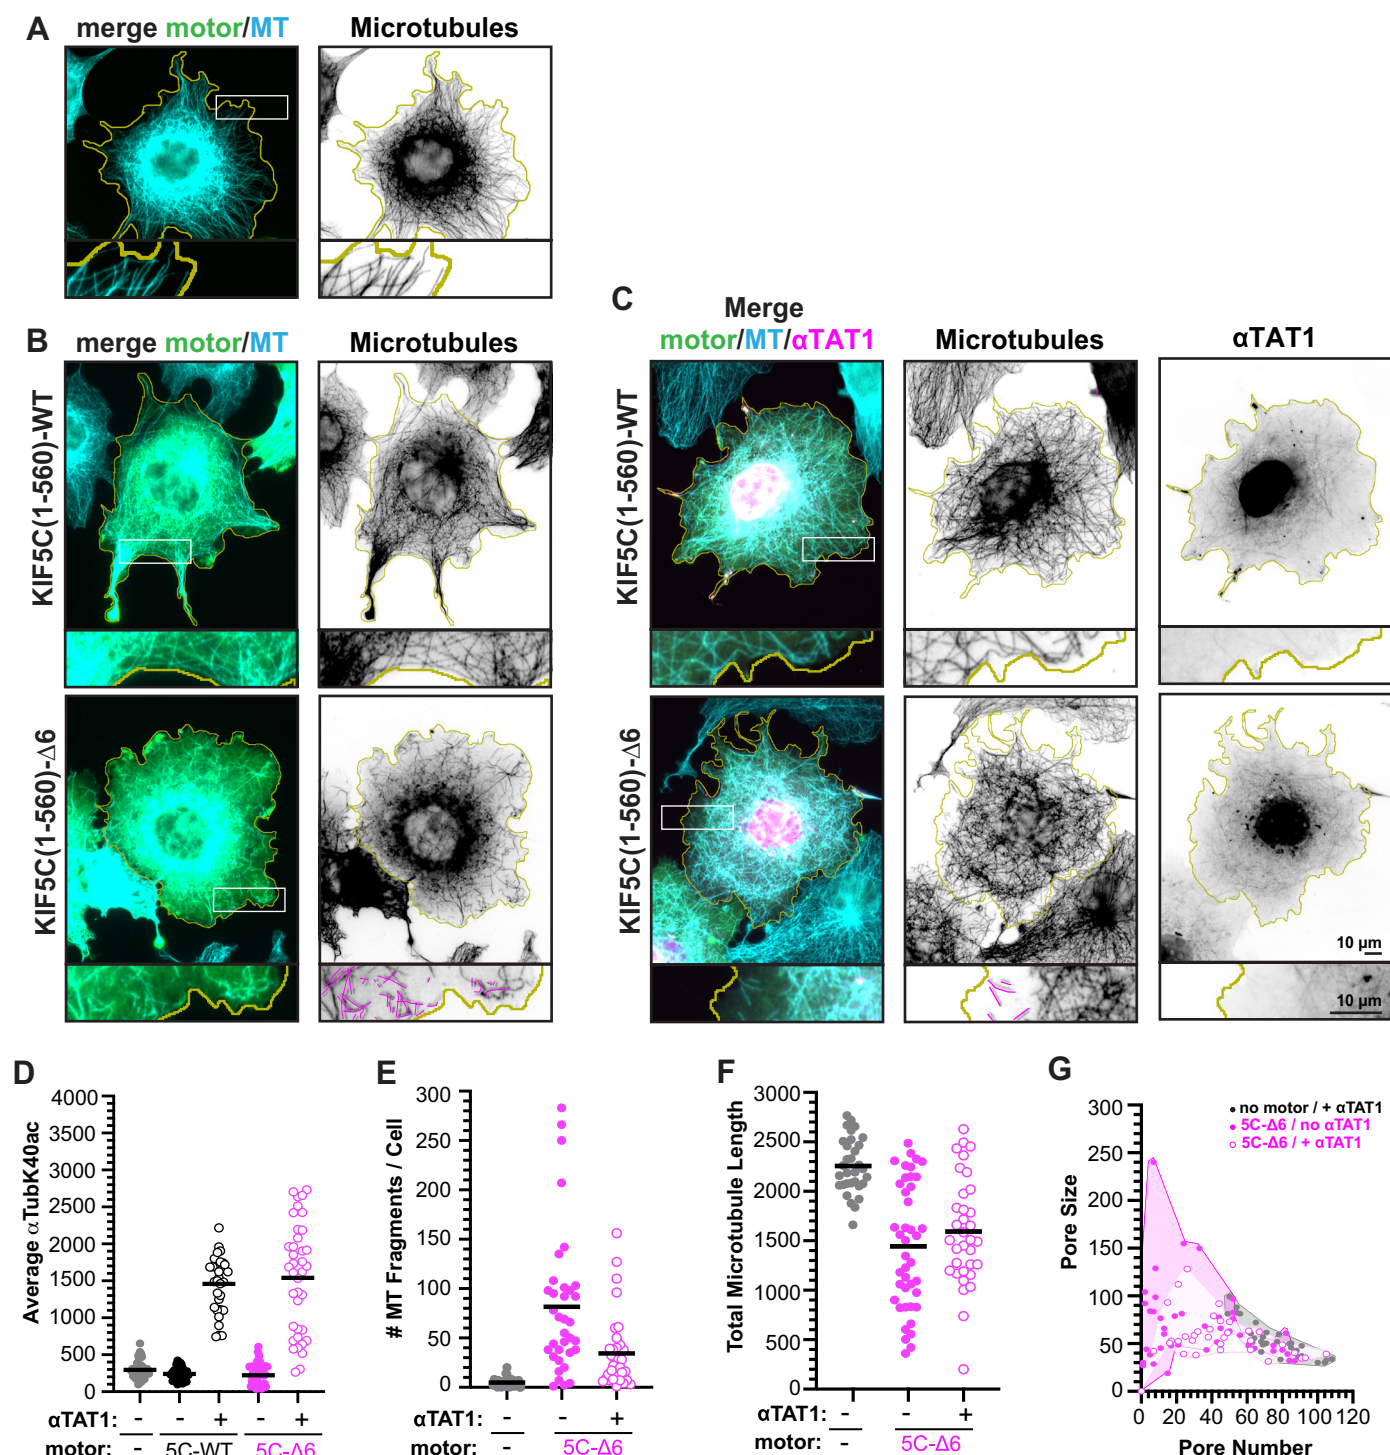 A
merge motor/MT
Microtubules
B
merge motor/MT
Microtubules
KIF5C(1-560)-WT
KIF5C(1-560)-Δ6
C
Merge
motor/MT/αTAT1
Microtubules
αTAT1
KIF5C(1-560)-WT
KIF5C(1-560)-Δ6
10 µm
10 µm
D
Average αTubK40ac
4000
3500
3000
2500
2000
1500
1000
500
0
αTAT1: - - + - +
motor: - 5C-WT 5C-Δ6
E
# MT Fragments / Cell
300
250
200
150
100
50
0
αTAT1: - - +
motor: - 5C-Δ6
F
Total Microtubule Length
3000
2500
2000
1500
1000
500
0
αTAT1: - - +
motor: - 5C-Δ6
G
Pore Size
300
250
200
150
100
50
0
no motor / + αTAT1
5C-Δ6 / no αTAT1
5C-Δ6 / + αTAT1
0 20 40 60 80 100 120
Pore Number